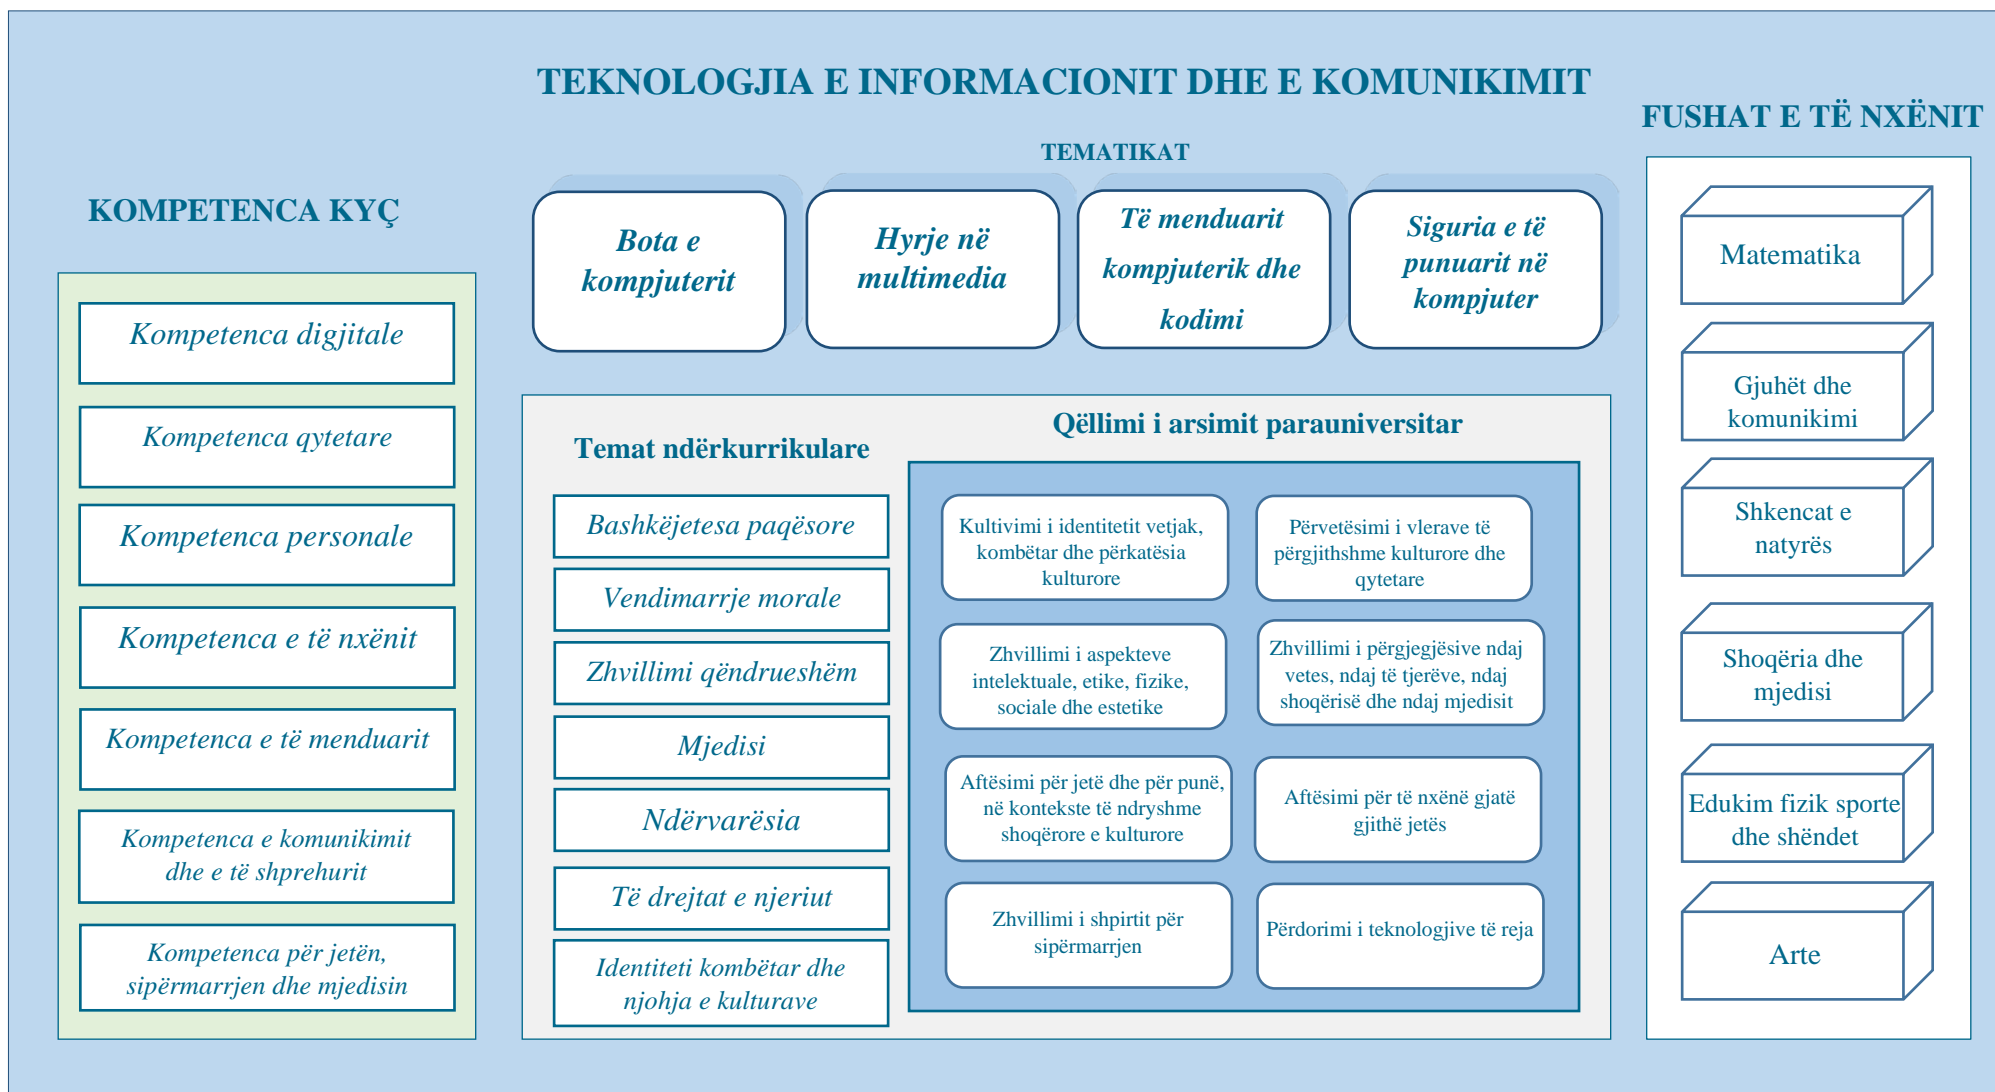 TEKNOLOGJIA E INFORMACIONIT DHE E KOMUNIKIMIT
TEMATIKAT
Bota e
kompjuterit
Hyrje në
multimedia
Të menduarit
kompjuterik dhe
kodimi
Siguria e të
punuarit në
kompjuter
KOMPETENCA KYÇ
Kompetenca digjitale
Kompetenca qytetare
Kompetenca personale
Kompetenca e të nxënit
Kompetenca e të menduarit
Kompetenca e komunikimit
dhe e të shprehurit
Kompetenca për jetën,
sipërmarrjen dhe mjedisin
Temat ndërkurrikulare
Bashkëjetesa paqësore
Vendimarrje morale
Zhvillimi qëndrueshëm
Mjedisi
Ndërvarësia
Të drejtat e njeriut
Identiteti kombëtar dhe
njohja e kulturave
Qëllimi i arsimit parauniversitar
Kultivimi i identitetit vetjak,
kombëtar dhe përkatësia
kulturore
Përvetësimi i vlerave të
përgjithshme kulturore dhe
qytetare
Zhvillimi i aspekteve
intelektuale, etike, fizike,
sociale dhe estetike
Zhvillimi i përgjegjësive ndaj
vetes, ndaj të tjerëve, ndaj
shoqërisë dhe ndaj mjedisit
Aftësimi për jetë dhe për punë,
në kontekste të ndryshme
shoqërore e kulturore
Aftësimi për të nxënë gjatë
gjithë jetës
Zhvillimi i shpirtit për
sipërmarrjen
Përdorimi i teknologjive të reja
FUSHAT E TË NXËNIT
Matematika
Gjuhët dhe
komunikimi
Shkencat e
natyrës
Shoqëria dhe
mjedisi
Edukim fizik sporte
dhe shëndet
Arte